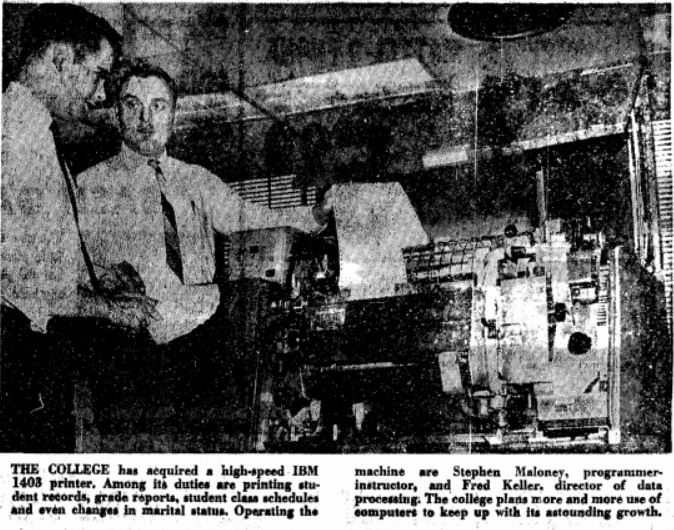 THE COLLEGE has acquired a high-speed IBM
1403 printer. Among its duties are printing stu-
dent records, grade reports, student class schedules
and even changes in marital status. Operating the
machine are Stephen Maloney, programmer-
instructor, and Fred Keller, director of data
processing. The college plans more and more use of
computers to keep up with its astounding growth.